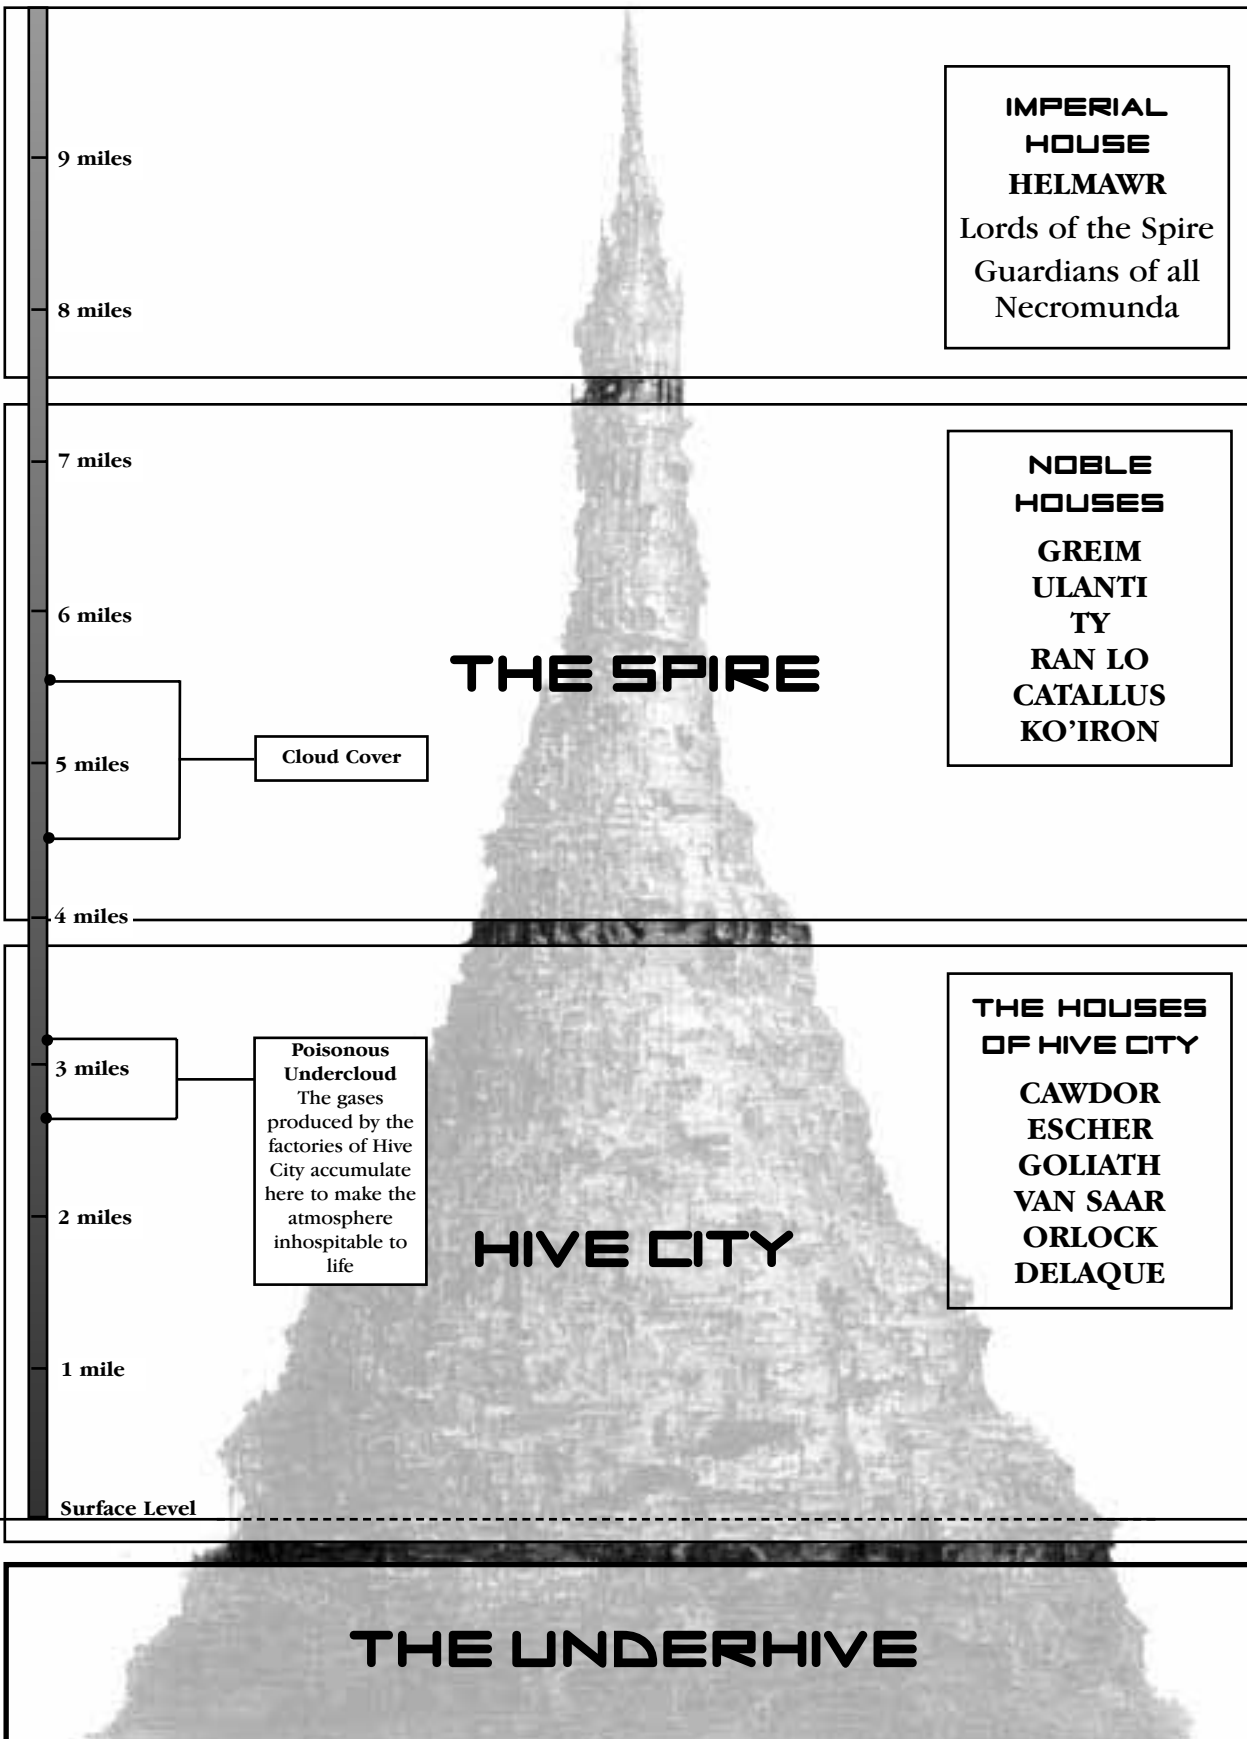 IMPERIAL
HOUSE
HELMAWR
Lords of the Spire
Guardians of all
Necromunda
9 miles
8 miles
7 miles
6 miles
5 miles
4 miles
3 miles
2 miles
1 mile
Surface Level
NOBLE
HOUSES
GREIM
ULANTI
TY
RAN LO
CATALLUS
KO’IRON
THE SPIRE
Cloud Cover
THE HOUSES
OF HIVE CITY
CAWDOR
ESCHER
GOLIATH
VAN SAAR
ORLOCK
DELAQUE
Poisonous
Undercloud
The gases
produced by the
factories of Hive
City accumulate
here to make the
atmosphere
inhospitable to
life
HIVE CITY
THE UNDERHIVE